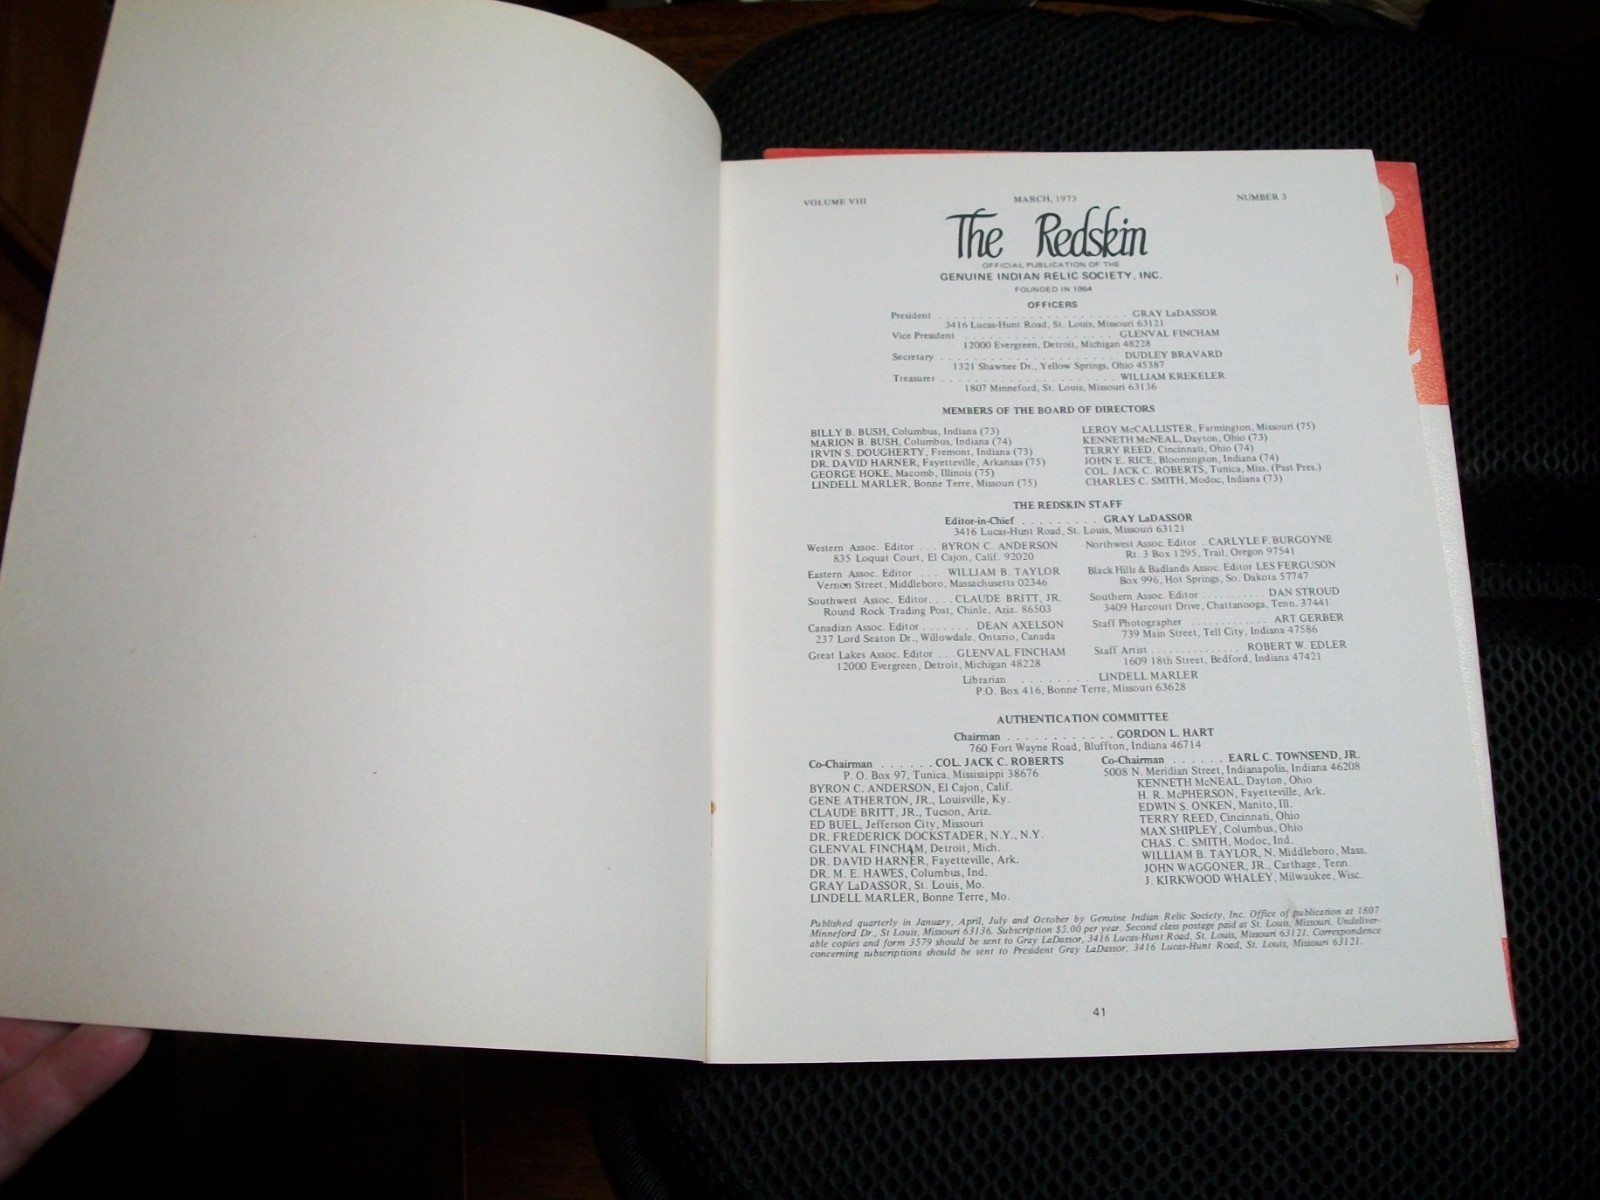 VOLUME VIII MARCH, 1973 NUMBER 3
The Redskin
OFFICIAL PUBLICATION OF THE
GENUINE INDIAN RELIC SOCIETY, INC.
FOUNDED IN 1964
OFFICERS
President . . . . . . . . . . . . . . . . . . . . . . GRAY LaDASSOR
3416 Lucas-Hunt Road, St. Louis, Missouri 63121
Vice President . . . . . . . . . . . . . . . . . . GLENVAL FINCHAM
12000 Evergreen, Detroit, Michigan 48228
Secretary . . . . . . . . . . . . . . . . . . . . . DUDLEY BRAVARD
1321 Shawnee Dr., Yellow Springs, Ohio 45387
Treasurer . . . . . . . . . . . . . . . . . . . . . WILLIAM KREKELER
1807 Minneford, St. Louis, Missouri 63136
MEMBERS OF THE BOARD OF DIRECTORS
BILLY B. BUSH, Columbus, Indiana (73)
MARION B. BUSH, Columbus, Indiana (74)
IRVIN S. DOUGHERTY, Fremont, Indiana (73)
DR. DAVID HARNER, Fayetteville, Arkansas (75)
GEORGE HOKE, Macomb, Illinois (75)
LINDELL MARLER, Bonne Terre, Missouri (75)
LEROY McCALLISTER, Farmington, Missouri (75)
KENNETH McNEAL, Dayton, Ohio (73)
TERRY REED, Cincinnati, Ohio (74)
JOHN E. RICE, Bloomington, Indiana (74)
COL. JACK C. ROBERTS, Tunica, Miss. (Past Pres.)
CHARLES C. SMITH, Modoc, Indiana (73)
THE REDSKIN STAFF
Editor-in-Chief . . . . . . . . . GRAY LaDASSOR
3416 Lucas-Hunt Road, St. Louis, Missouri 63121
Western Assoc. Editor . . . BYRON C. ANDERSON
835 Loquat Court, El Cajon, Calif. 92020
Eastern Assoc. Editor . . . WILLIAM B. TAYLOR
Vernon Street, Middleboro, Massachusetts 02346
Southwest Assoc. Editor. . . . CLAUDE BRITT, JR.
Round Rock Trading Post, Chinle, Ariz. 86503
Canadian Assoc. Editor . . . . . . . DEAN AXELSON
237 Lord Seaton Dr., Willowdale, Ontario, Canada
Great Lakes Assoc. Editor . . . GLENVAL FINCHAM
12000 Evergreen, Detroit, Michigan 48228
Northwest Assoc. Editor . CARLYLE F. BURGOYNE
Rt. 3 Box 1295, Trail, Oregon 97541
Black Hills & Badlands Assoc. Editor LES FERGUSON
Box 996, Hot Springs, So. Dakota 57747
Southern Assoc. Editor . . . . . . . . . . DAN STROUD
3409 Harcourt Drive, Chattanooga, Tenn. 37441
Staff Photographer . . . . . . . . . . . . ART GERBER
739 Main Street, Tell City, Indiana 47586
Staff Artist . . . . . . . . . . . . . . ROBERT W. EDLER
1609 18th Street, Bedford, Indiana 47421
Librarian . . . . . . . . LINDELL MARLER
P.O. Box 416, Bonne Terre, Missouri 63628
AUTHENTICATION COMMITTEE
Chairman . . . . . . . . . . . . GORDON L. HART
760 Fort Wayne Road, Bluffton, Indiana 46714
Co-Chairman . . . . . . COL. JACK C. ROBERTS
P. O. Box 97, Tunica, Mississippi 38676
BYRON C. ANDERSON, El Cajon, Calif.
GENE ATHERTON, JR., Louisville, Ky.
CLAUDE BRITT, JR., Tucson, Ariz.
ED BUEL, Jefferson City, Missouri
DR. FREDERICK DOCKSTADER, N.Y., N.Y.
GLENVAL FINCHAM, Detroit, Mich.
DR. DAVID HARNER, Fayetteville, Ark.
DR. M. E. HAWES, Columbus, Ind.
GRAY LaDASSOR, St. Louis, Mo.
LINDELL MARLER, Bonne Terre, Mo.
Co-Chairman . . . . . . EARL C. TOWNSEND, JR.
5008 N. Meridian Street, Indianapolis, Indiana 46208
KENNETH McNEAL, Dayton, Ohio
H. R. McPHERSON, Fayetteville, Ark.
EDWIN S. ONKEN, Manito, Ill.
TERRY REED, Cincinnati, Ohio
MAX SHIPLEY, Columbus, Ohio
CHAS. C. SMITH, Modoc, Ind.
WILLIAM B. TAYLOR, N. Middleboro, Mass.
JOHN WAGGONER, JR., Carthage, Tenn.
J. KIRKWOOD WHALEY, Milwaukee, Wisc.
Published quarterly in January, April, July and October by Genuine Indian Relic Society, Inc. Office of publication at 1807
Minneford Dr., St Louis, Missouri 63136. Subscription $5.00 per year. Second class postage paid at St. Louis, Missouri. Undeliver-
able copies and form 3579 should be sent to Gray LaDassor, 3416 Lucas-Hunt Road, St. Louis, Missouri 63121. Correspondence
concerning subscriptions should be sent to President Gray LaDassor, 3416 Lucas-Hunt Road, St. Louis, Missouri 63121.
41